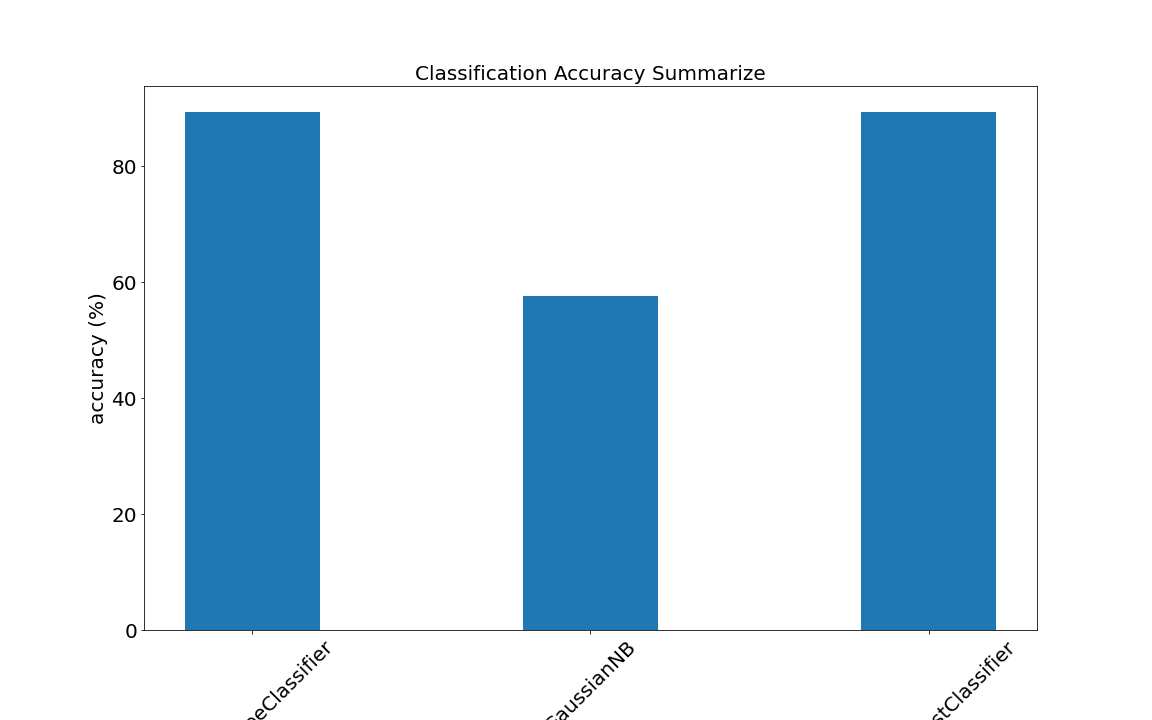 Classification Accuracy Summarize
accuracy (%)
80
60
40
20
0
eClassifier
GaussianNB
stClassifier